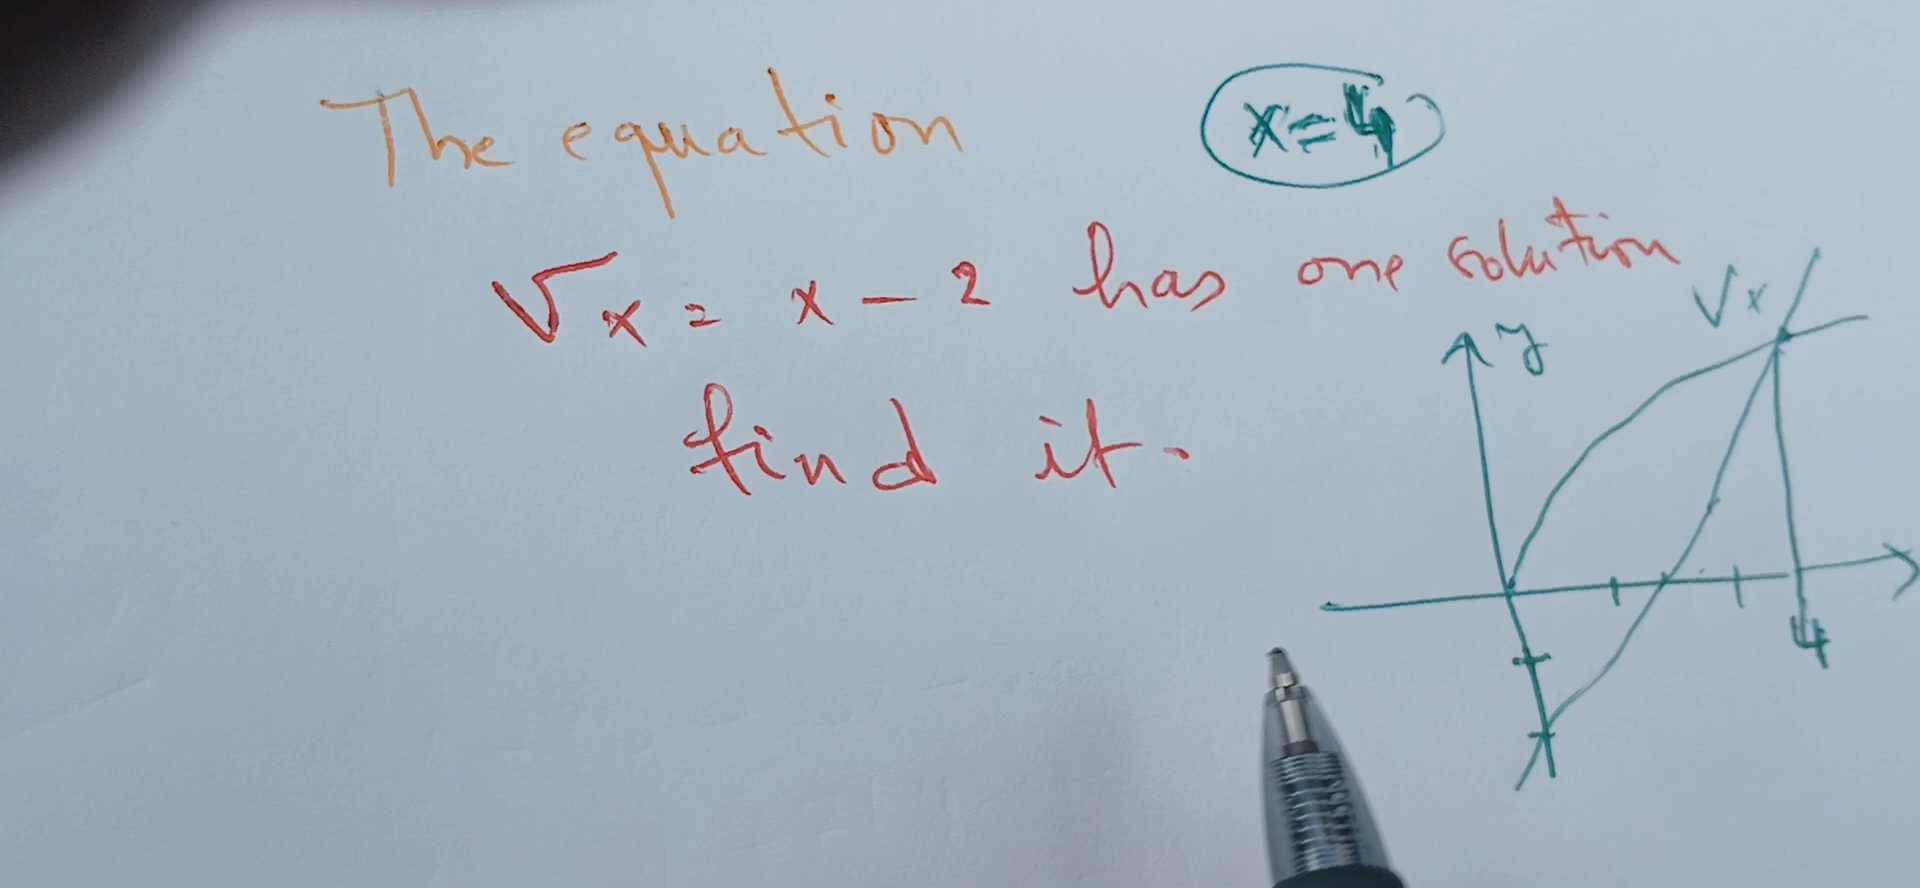 The equation
x=4
√x = x - 2 has one solution
find it.
√x
y
4